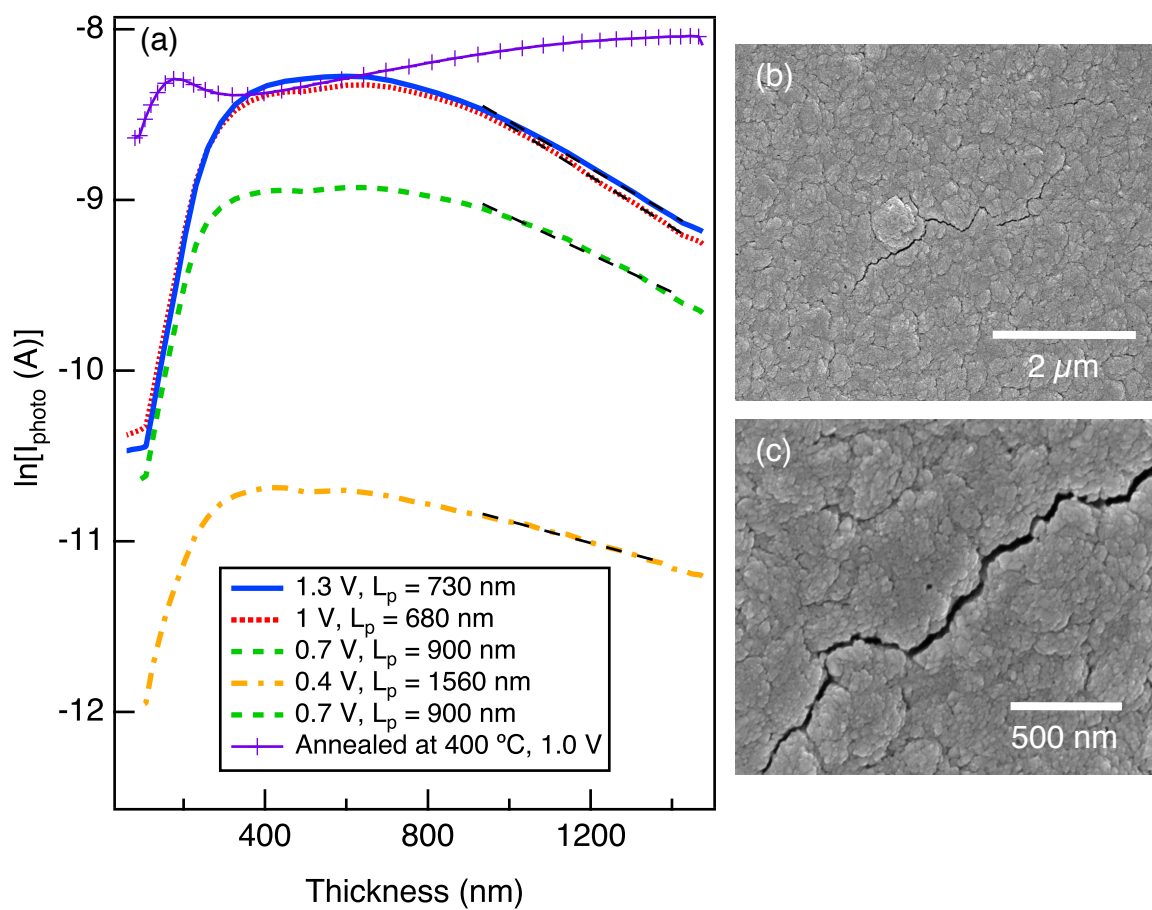 (a)
-8
-9
-10
-11
-12
ln[I_photo (A)]
1.3 V, L_p = 730 nm
1 V, L_p = 680 nm
0.7 V, L_p = 900 nm
0.4 V, L_p = 1560 nm
0.7 V, L_p = 900 nm
Annealed at 400 ºC, 1.0 V
400 800 1200
Thickness (nm)
(b)
2 µm
(c)
500 nm